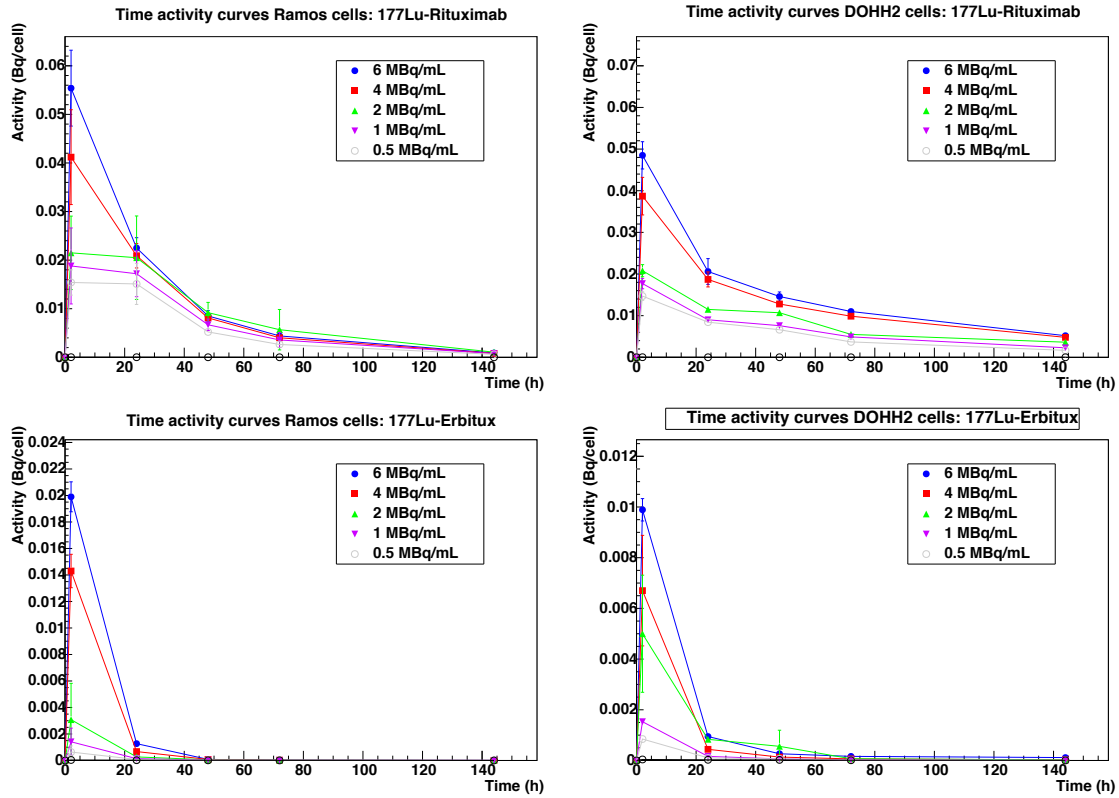 Time activity curves Ramos cells: 177Lu-Rituximab
Activity (Bq/cell)
0.06
0.05
0.04
0.03
0.02
0.01
0
6 MBq/mL
4 MBq/mL
2 MBq/mL
1 MBq/mL
0.5 MBq/mL
0 20 40 60 80 100 120 140
Time (h)
Time activity curves DOHH2 cells: 177Lu-Rituximab
Activity (Bq/cell)
0.07
0.06
0.05
0.04
0.03
0.02
0.01
0
6 MBq/mL
4 MBq/mL
2 MBq/mL
1 MBq/mL
0.5 MBq/mL
0 20 40 60 80 100 120 140
Time (h)
Time activity curves Ramos cells: 177Lu-Erbitux
Activity (Bq/cell)
0.024
0.022
0.02
0.018
0.016
0.014
0.012
0.01
0.008
0.006
0.004
0.002
0
6 MBq/mL
4 MBq/mL
2 MBq/mL
1 MBq/mL
0.5 MBq/mL
0 20 40 60 80 100 120 140
Time (h)
Time activity curves DOHH2 cells: 177Lu-Erbitux
Activity (Bq/cell)
0.012
0.01
0.008
0.006
0.004
0.002
0
6 MBq/mL
4 MBq/mL
2 MBq/mL
1 MBq/mL
0.5 MBq/mL
0 20 40 60 80 100 120 140
Time (h)